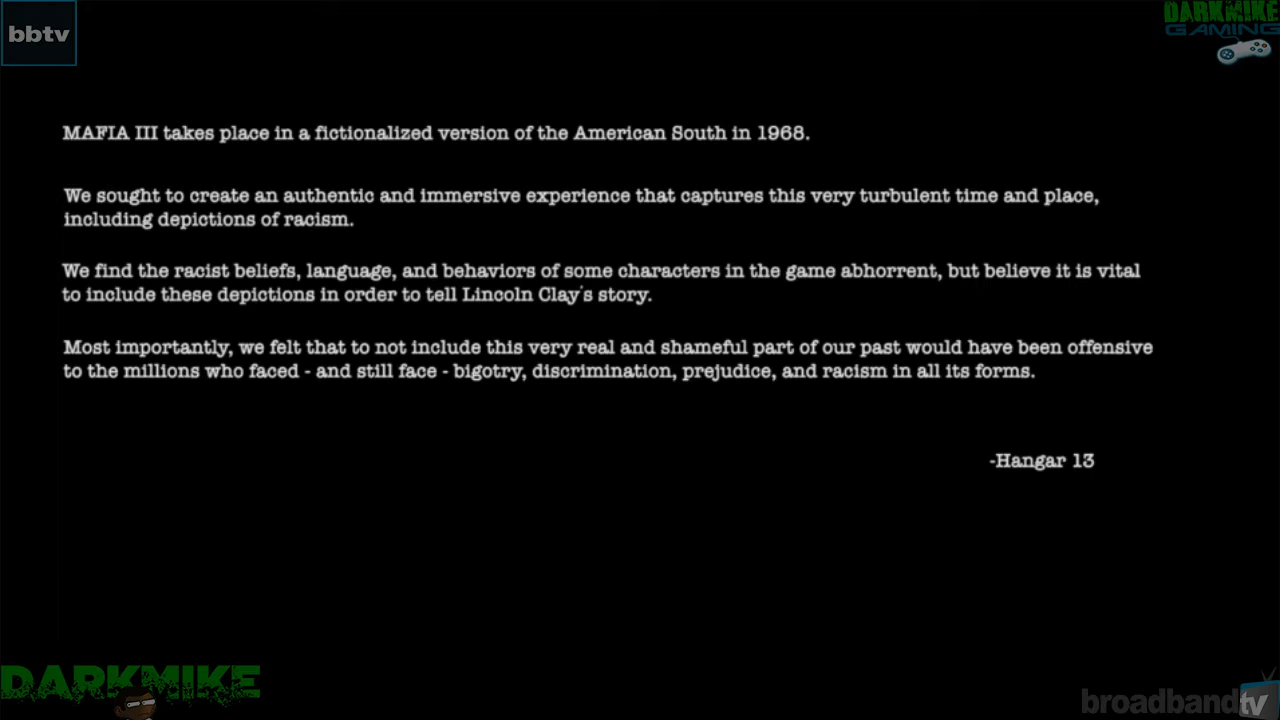 bbtv
DARKMIKE
GAMING
MAFIA III takes place in a fictionalized version of the American South in 1968.
We sought to create an authentic and immersive experience that captures this very turbulent time and place,
including depictions of racism.
We find the racist beliefs, language, and behaviors of some characters in the game abhorrent, but believe it is vital
to include these depictions in order to tell Lincoln Clay's story.
Most importantly, we felt that to not include this very real and shameful part of our past would have been offensive
to the millions who faced - and still face - bigotry, discrimination, prejudice, and racism in all its forms.
-Hangar 13
DARKMIKE
broadbandtv